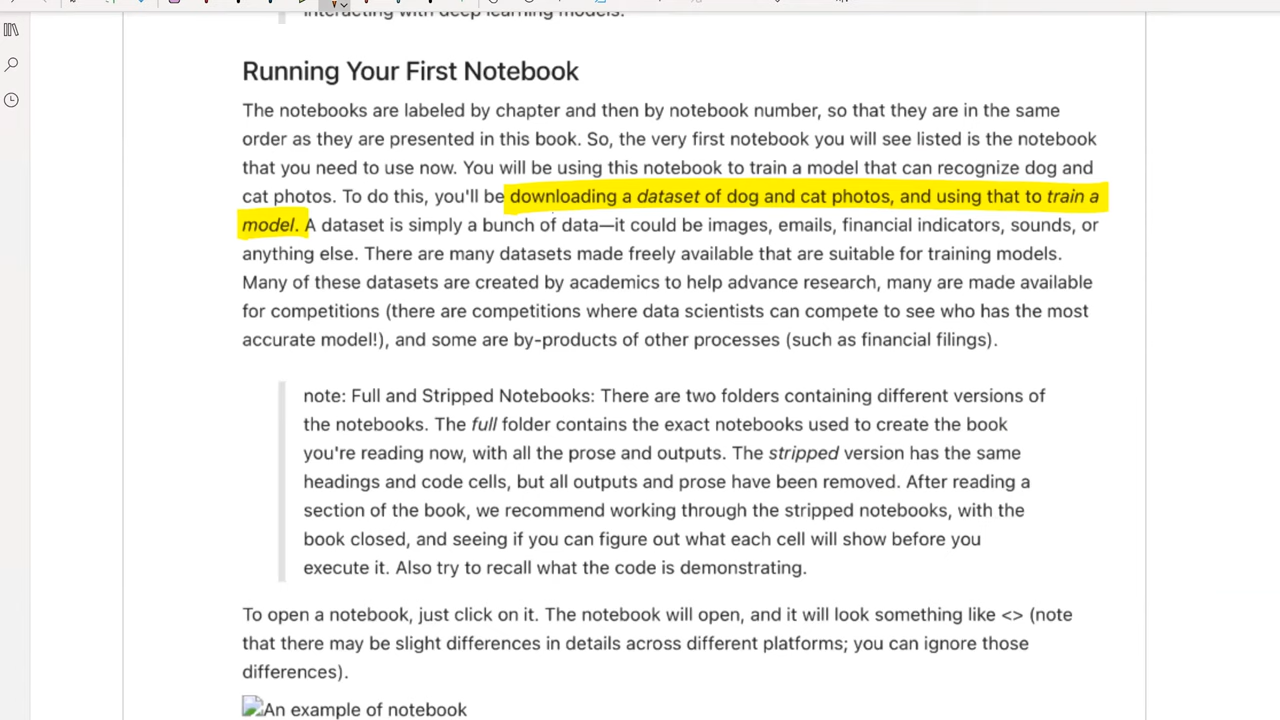 interacting with deep learning models.
Running Your First Notebook
The notebooks are labeled by chapter and then by notebook number, so that they are in the same
order as they are presented in this book. So, the very first notebook you will see listed is the notebook
that you need to use now. You will be using this notebook to train a model that can recognize dog and
cat photos. To do this, you'll be downloading a dataset of dog and cat photos, and using that to train a
model. A dataset is simply a bunch of data—it could be images, emails, financial indicators, sounds, or
anything else. There are many datasets made freely available that are suitable for training models.
Many of these datasets are created by academics to help advance research, many are made available
for competitions (there are competitions where data scientists can compete to see who has the most
accurate model!), and some are by-products of other processes (such as financial filings).
note: Full and Stripped Notebooks: There are two folders containing different versions of
the notebooks. The full folder contains the exact notebooks used to create the book
you're reading now, with all the prose and outputs. The stripped version has the same
headings and code cells, but all outputs and prose have been removed. After reading a
section of the book, we recommend working through the stripped notebooks, with the
book closed, and seeing if you can figure out what each cell will show before you
execute it. Also try to recall what the code is demonstrating.
To open a notebook, just click on it. The notebook will open, and it will look something like <> (note
that there may be slight differences in details across different platforms; you can ignore those
differences).
An example of notebook